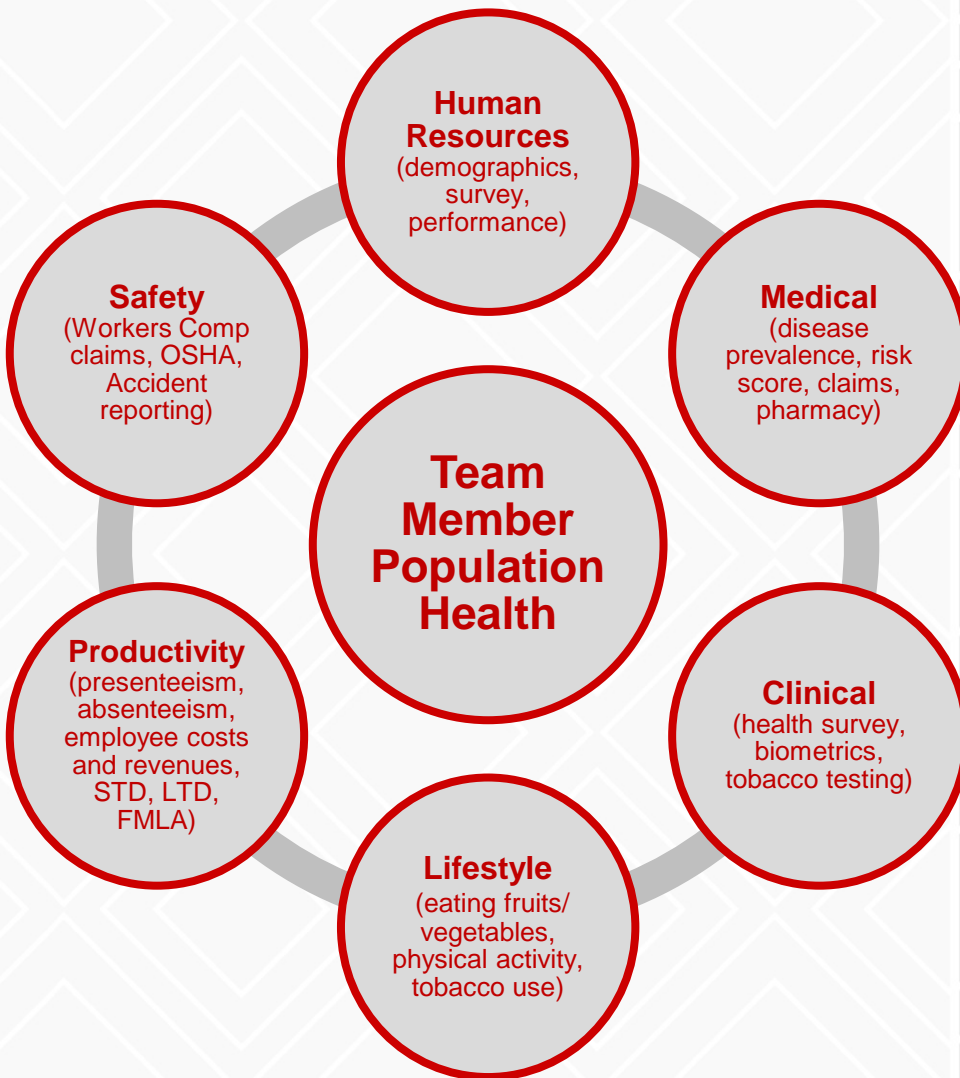 Human
Resources
(demographics,
survey,
performance)
Safety
(Workers Comp
claims, OSHA,
Accident
reporting)
Medical
(disease
prevalence, risk
score, claims,
pharmacy)
Team
Member
Population
Health
Productivity
(presenteeism,
absenteeism,
employee costs
and revenues,
STD, LTD,
FMLA)
Clinical
(health survey,
biometrics,
tobacco testing)
Lifestyle
(eating fruits/
vegetables,
physical activity,
tobacco use)